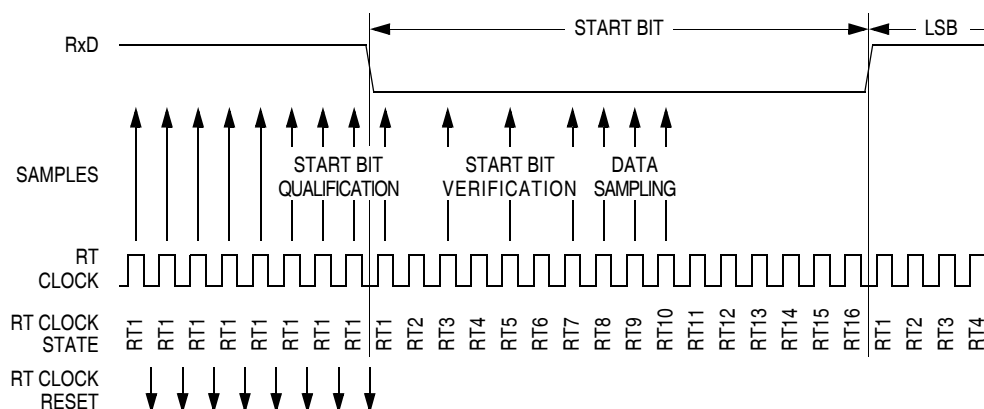 START BIT
LSB
RxD
SAMPLES
START BIT
QUALIFICATION
START BIT
VERIFICATION
DATA
SAMPLING
RT
CLOCK
RT CLOCK
STATE
RT1 RT1 RT1 RT1 RT1 RT1 RT1 RT1 RT1 RT2 RT3 RT4 RT5 RT6 RT7 RT8 RT9 RT10 RT11 RT12 RT13 RT14 RT15 RT16 RT1 RT2 RT3 RT4
RT CLOCK
RESET